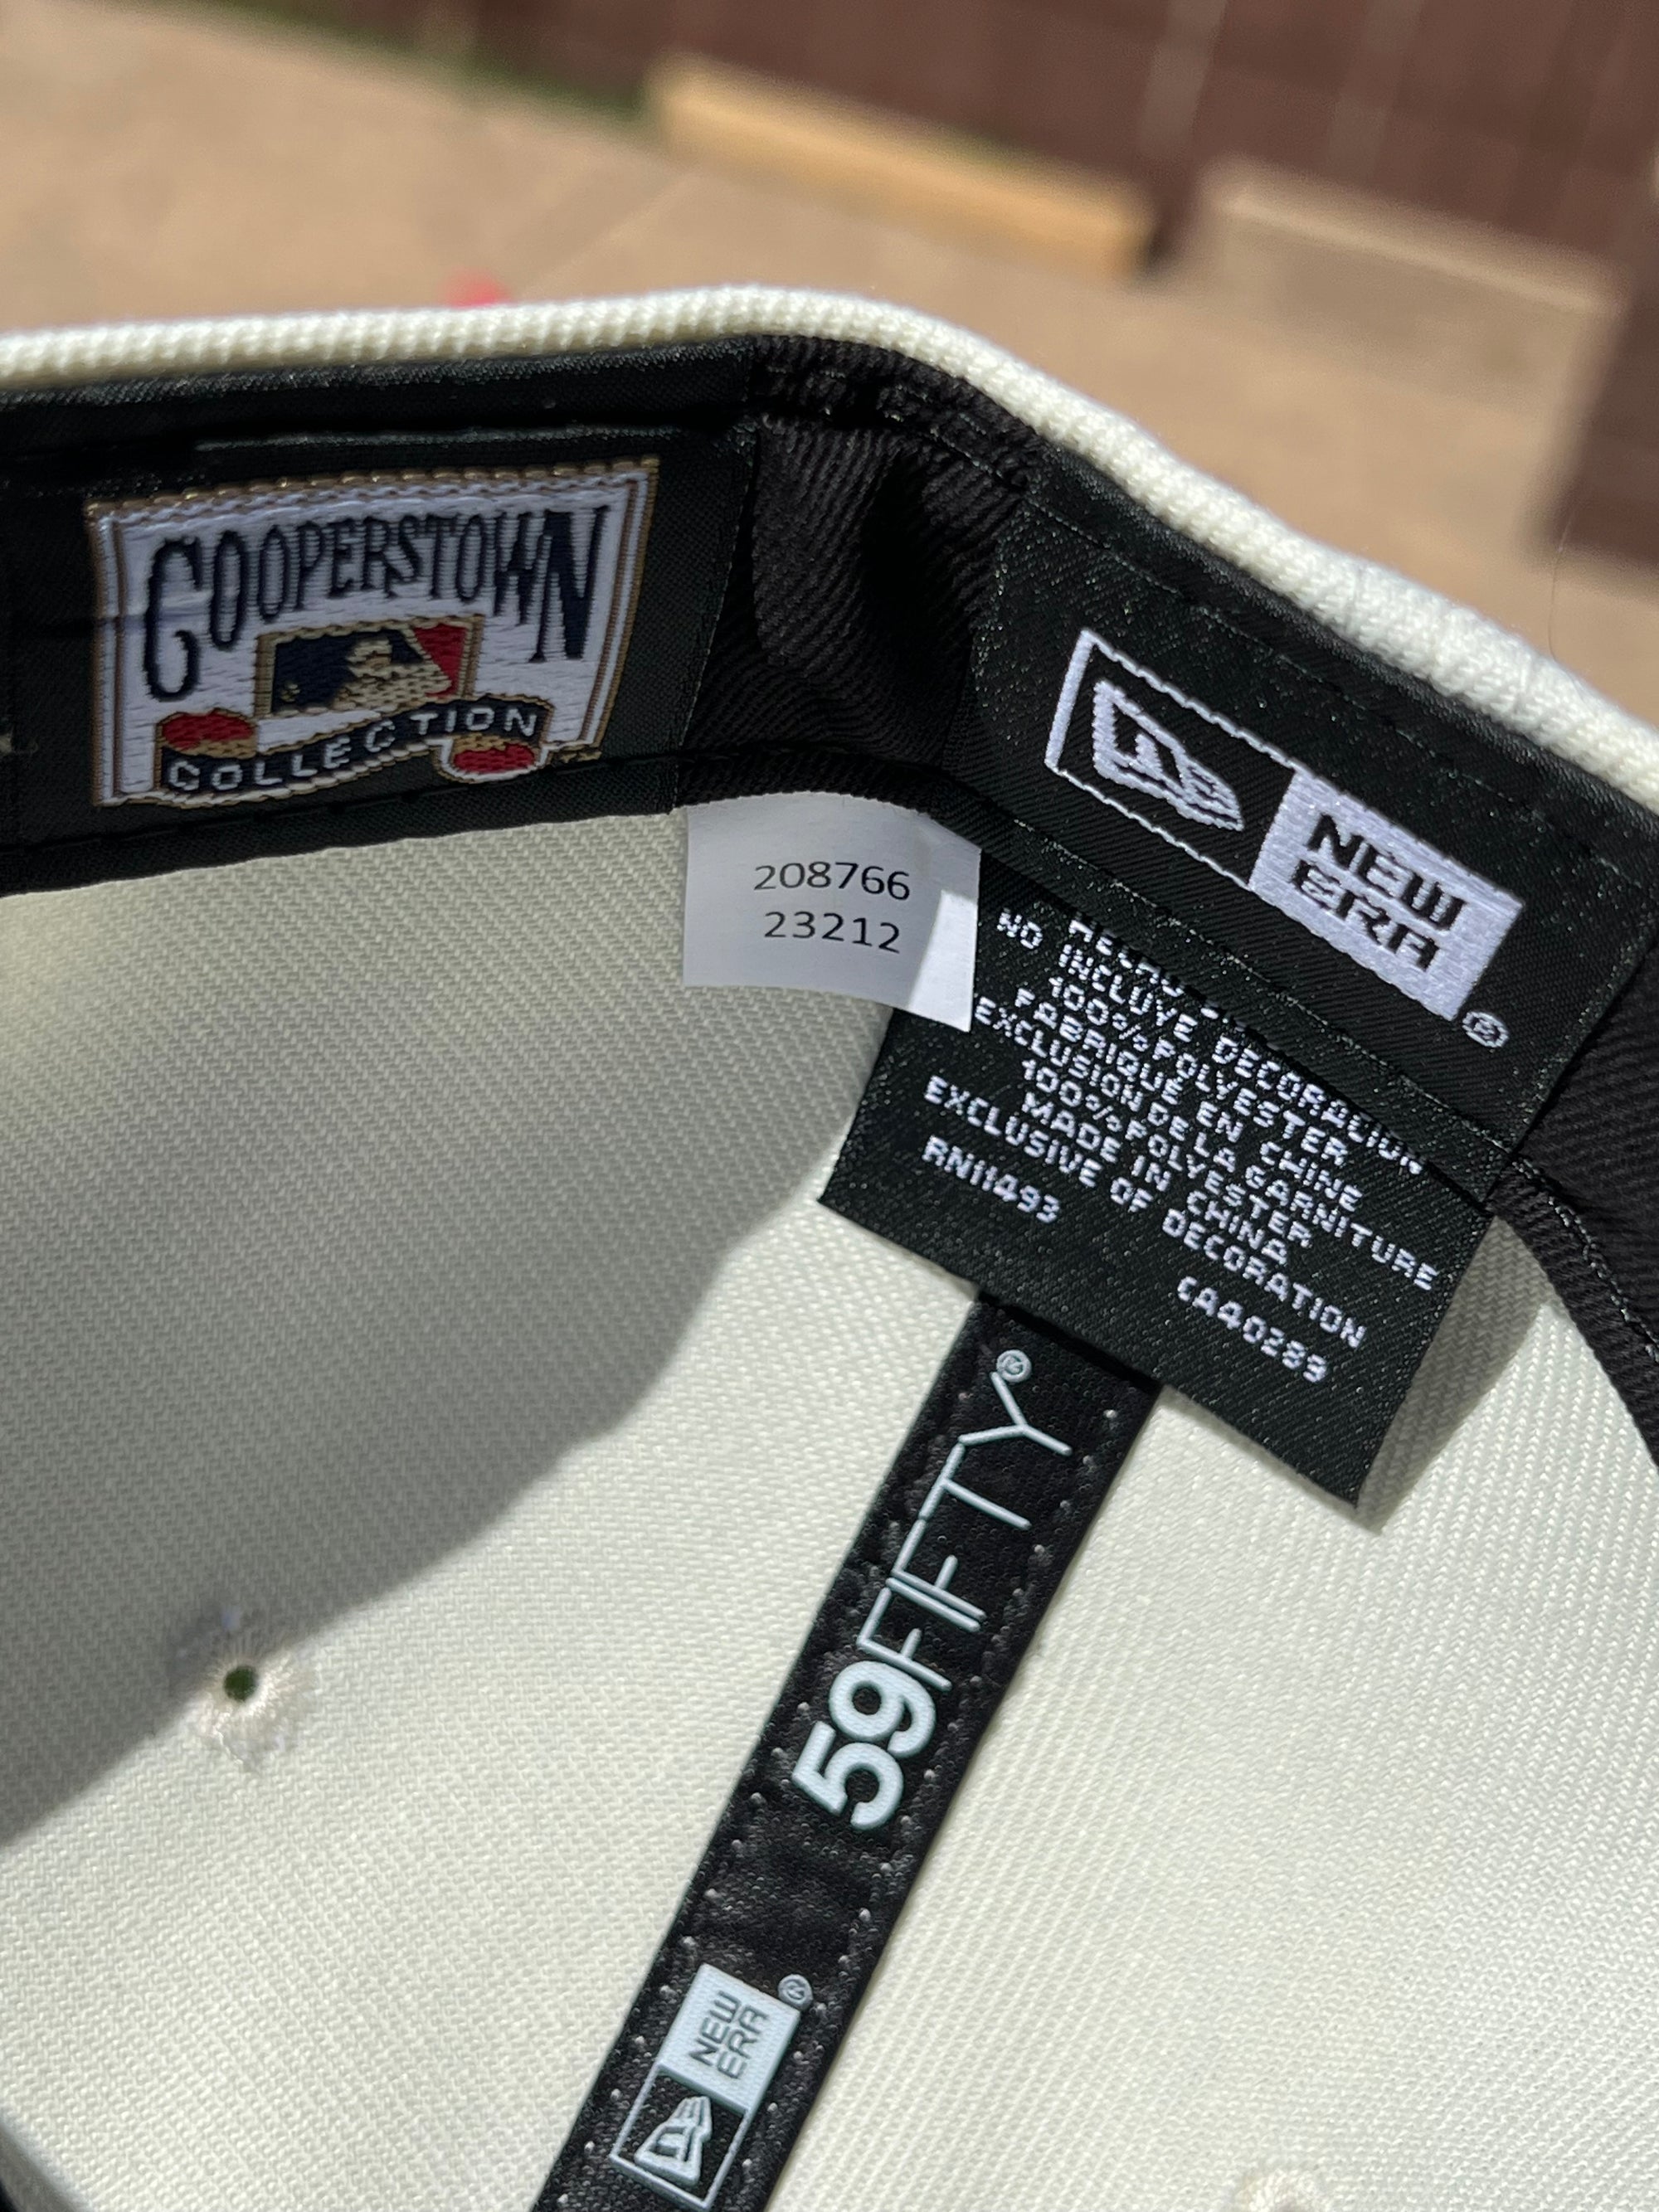 COOPERSTOWN
COLLECTION
NEW
ERA
®
208766
23212
NO INCLUYE DECORACION
100% POLYESTER
FABRIQUÉ EN CHINE
EXCLUSION DE LA GARNITURE
100% POLYESTER
MADE IN CHINA
EXCLUSIVE OF DECORATION
RN11493 CA40289
59FIFTY®
NEW
ERA
®